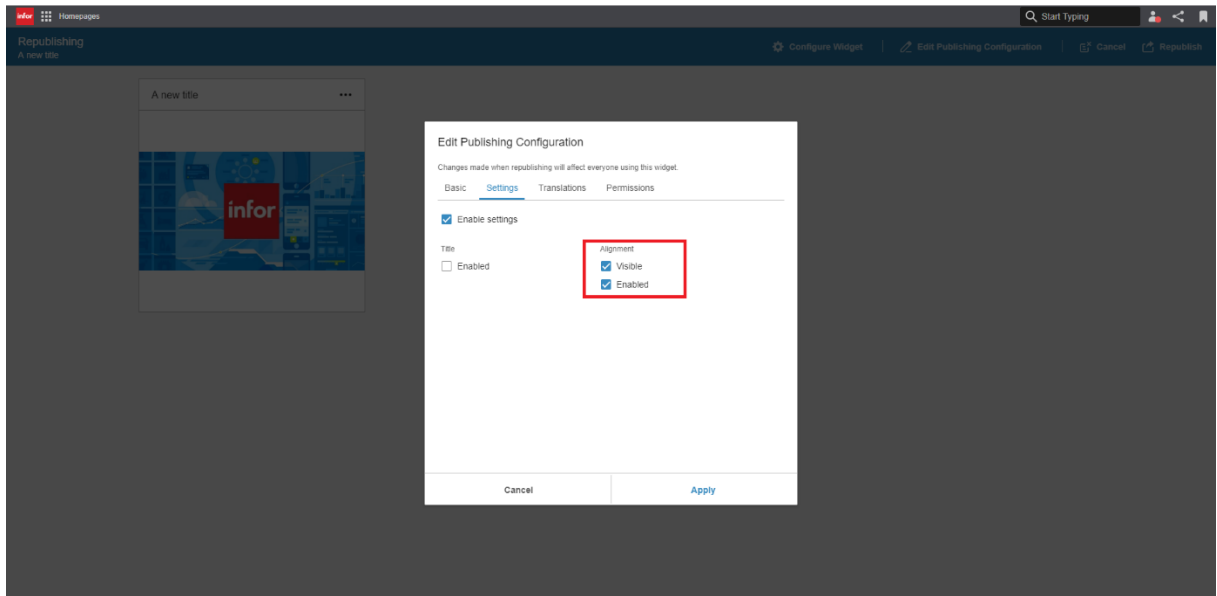 infor Homepages Start Typing
Republishing
A new title
Configure Widget Edit Publishing Configuration Cancel Republish
A new title
infor
Edit Publishing Configuration
Changes made when republishing will affect everyone using this widget.
Basic Settings Translations Permissions
Enable settings
Title Alignment
Enabled Visible
Enabled
Cancel Apply